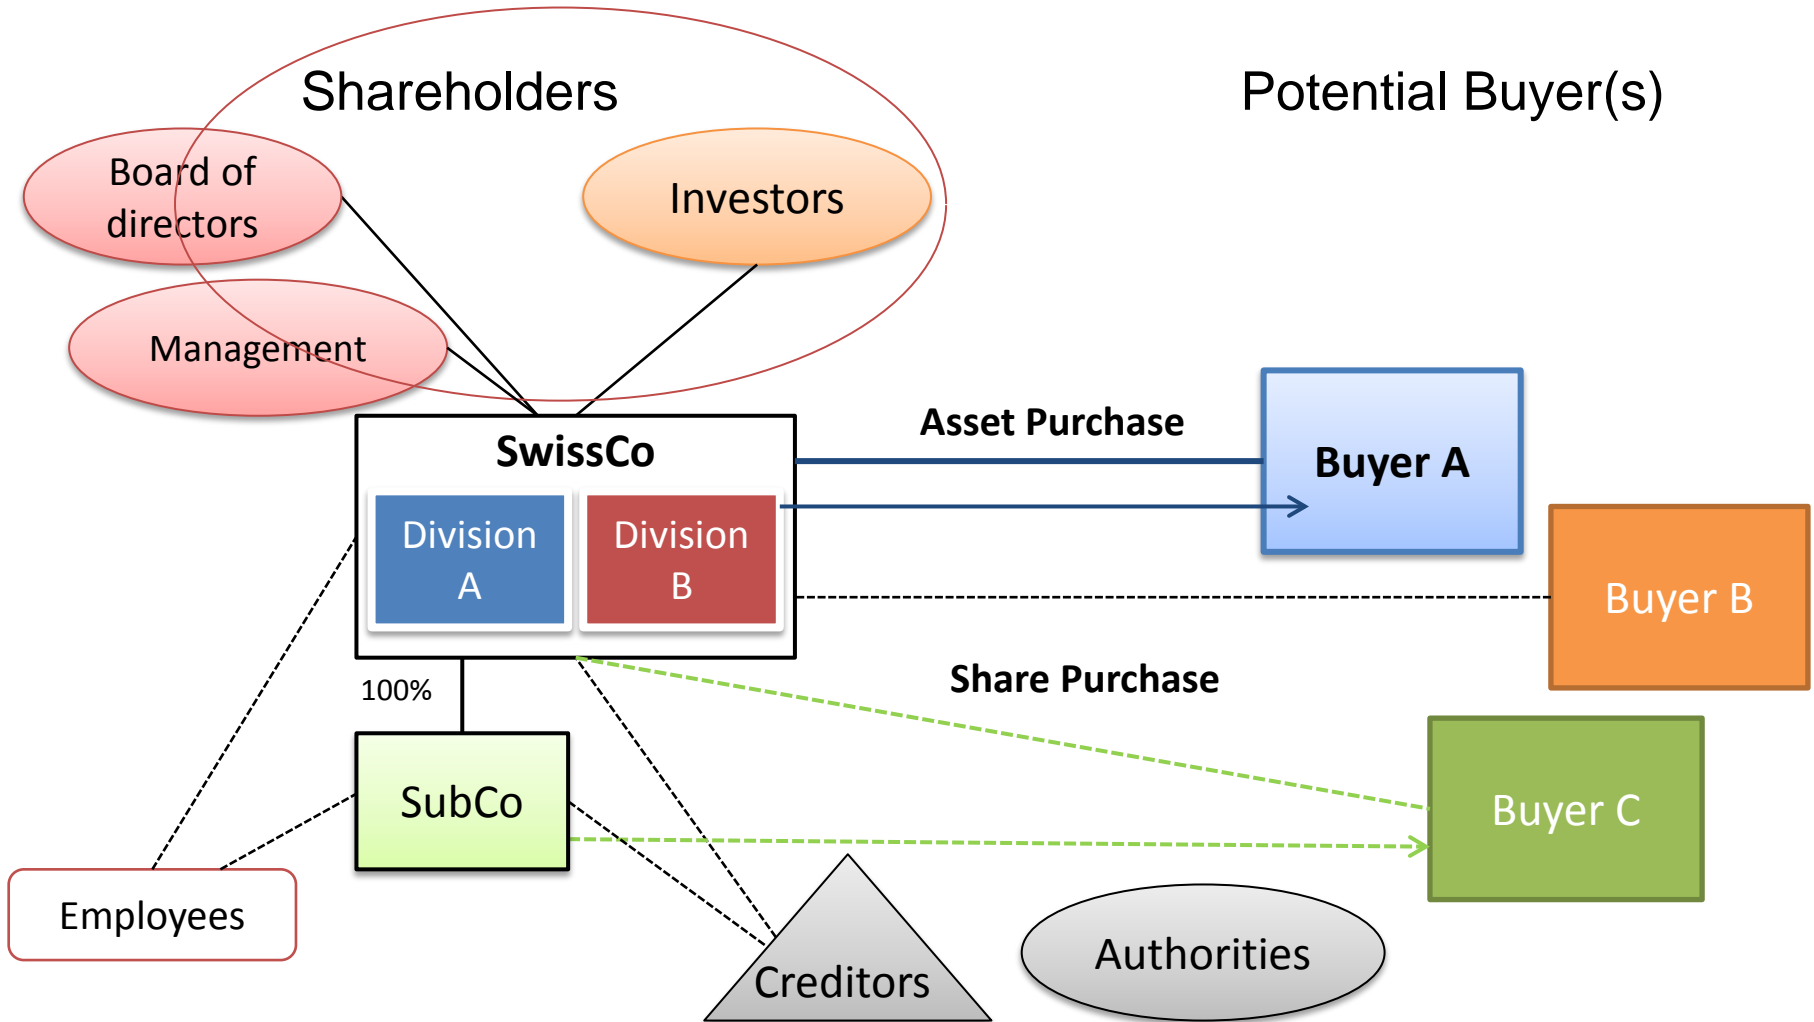 Shareholders
Potential Buyer(s)
Board of
directors
Investors
Management
Asset Purchase
SwissCo
Buyer A
Division
A
Division
B
Buyer B
Share Purchase
100%
SubCo
Buyer C
Employees
Authorities
Creditors